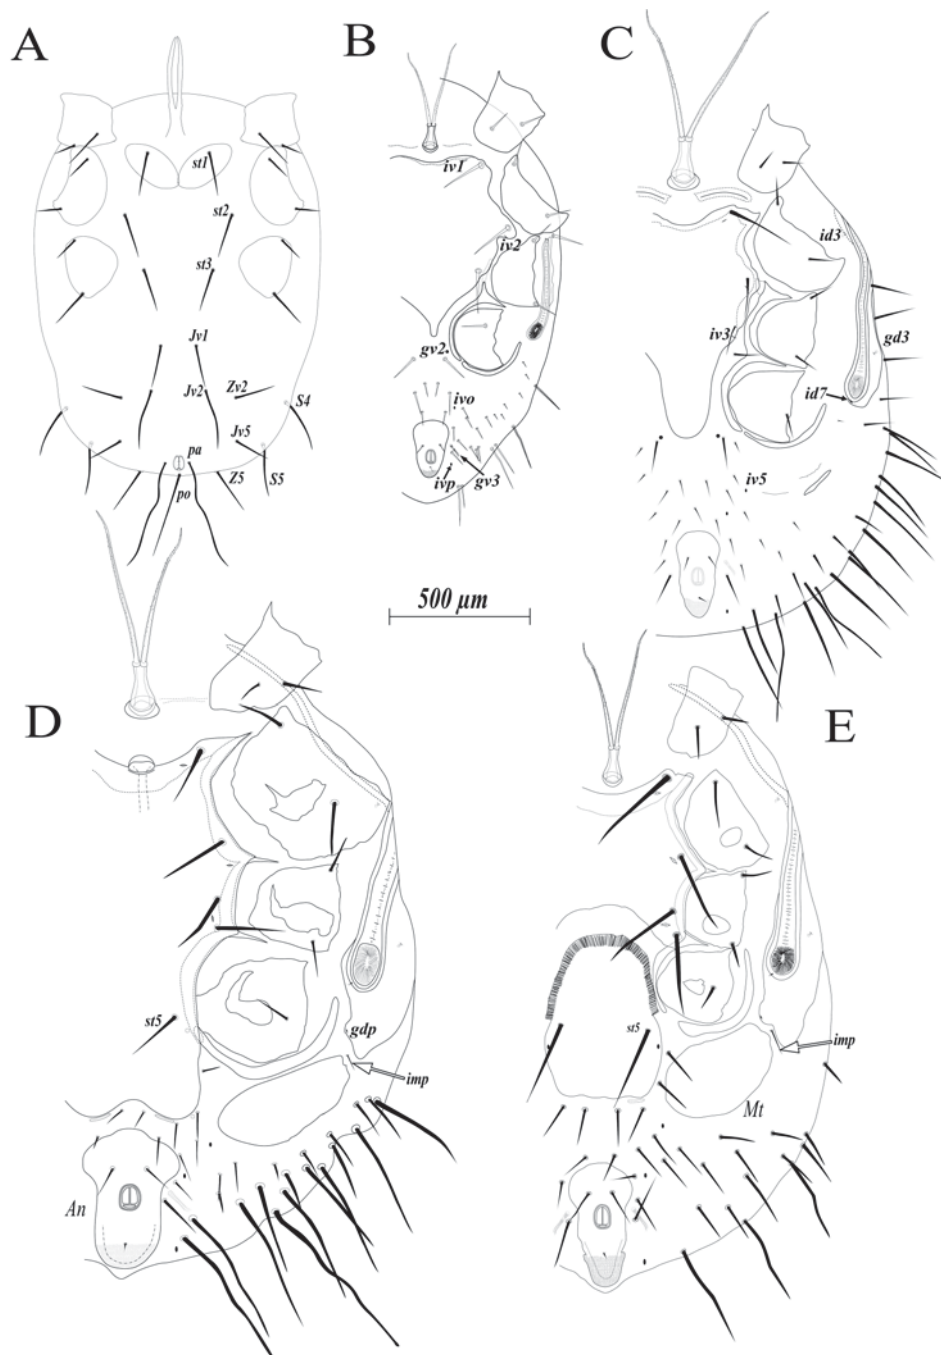 A
st1
st2
st3
Jv1
Jv2
Zv2
S4
Jv5
pa
po
Z5
S5
B
iv1
iv2
gv2
ivo
ivp
gv3
C
id3
iv3
gd3
id7
iv5
500 µm
D
st5
gdp
imp
An
E
st5
imp
Mt